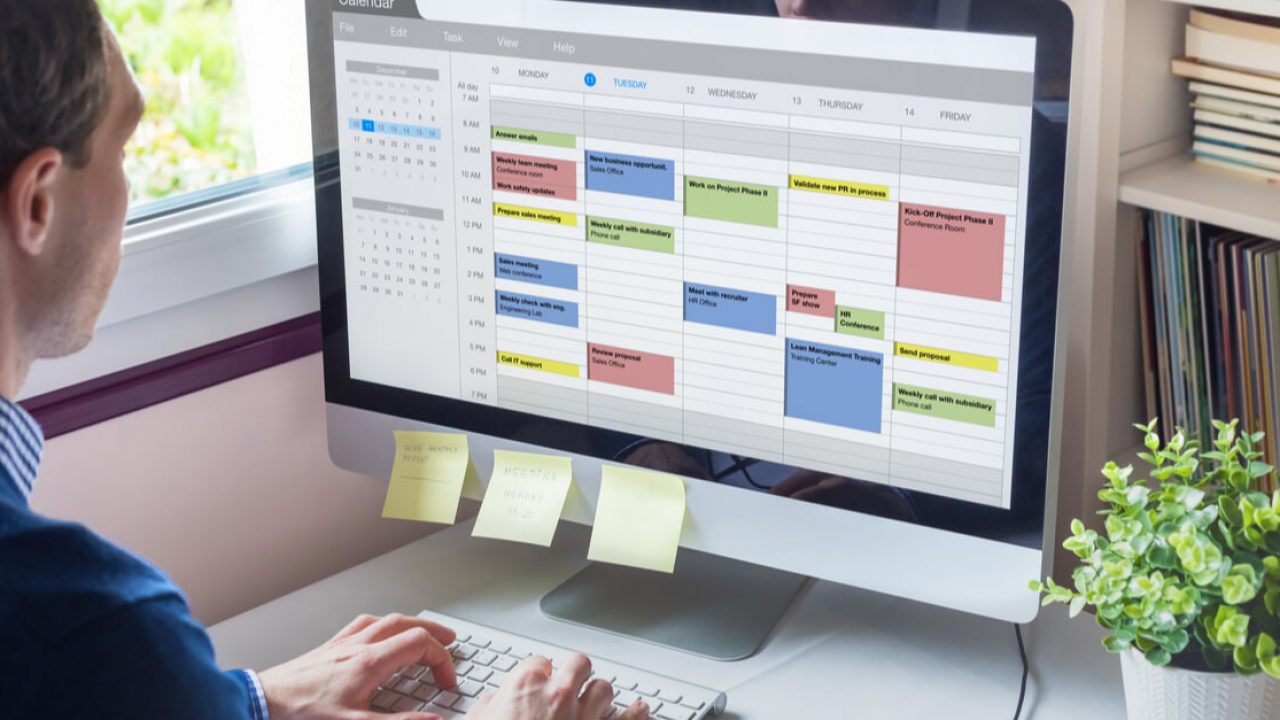 Calendar
File Edit Task View Help
December
10 MONDAY 11 TUESDAY 12 WEDNESDAY 13 THURSDAY 14 FRIDAY
All day
7 AM
8 AM
9 AM
10 AM
11 AM
12 PM
1 PM
2 PM
3 PM
4 PM
5 PM
6 PM
7 PM
January
Answer emails
Weekly team meeting
Conference room
Work safety updates
Prepare sales meeting
Sales meeting
Web conference
Weekly check with eng.
Engineering Lab
Call IT support
New business opportunit.
Sales Office
Weekly call with subsidiary
Phone call
Review proposal
Sales Office
Work on Project Phase II
Meet with recruiter
HR Office
Validate new PR in process
Prepare
SF show
HR
Conference
Lean Management Training
Training Center
Kick-Off Project Phase II
Conference Room
Send proposal
Weekly call with subsidiary
Phone call
SEND MONTHLY
REPORT
MEETING
MONDAY
15:20